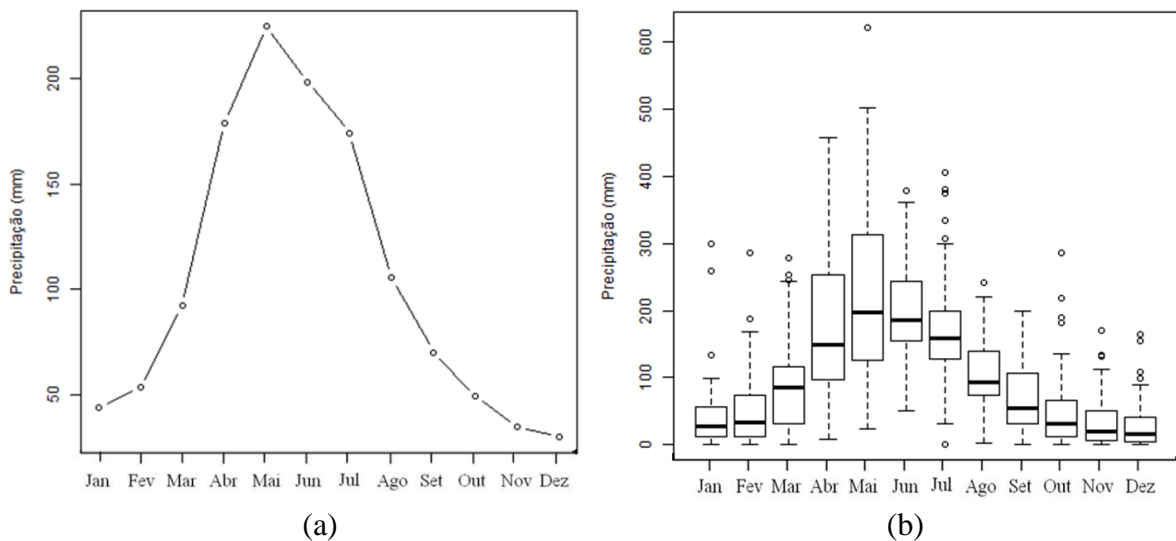 Precipitação (mm)
200
150
100
50
Jan Fev Mar Abr Mai Jun Jul Ago Set Out Nov Dez
(a)
Precipitação (mm)
600
500
400
300
200
100
0
Jan Fev Mar Abr Mai Jun Jul Ago Set Out Nov Dez
(b)